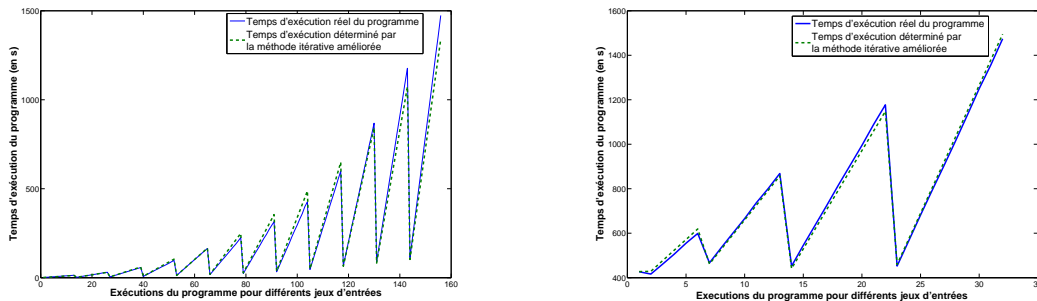 1500
1000
500
0
Temps d'exécution du programme (en s)
Temps d'exécution réel du programme
Temps d'exécution déterminé par
la méthode itérative améliorée
0 20 40 60 80 100 120 140 160
Exécutions du programme pour différents jeux d'entrées
1600
1400
1200
1000
800
600
400
Temps d'exécution du programme (en s)
Temps d'exécution réel du programme
Temps d'exécution déterminé par
la méthode itérative améliorée
0 5 10 15 20 25 30 35
Executions du programme pour différents jeux d'entrées